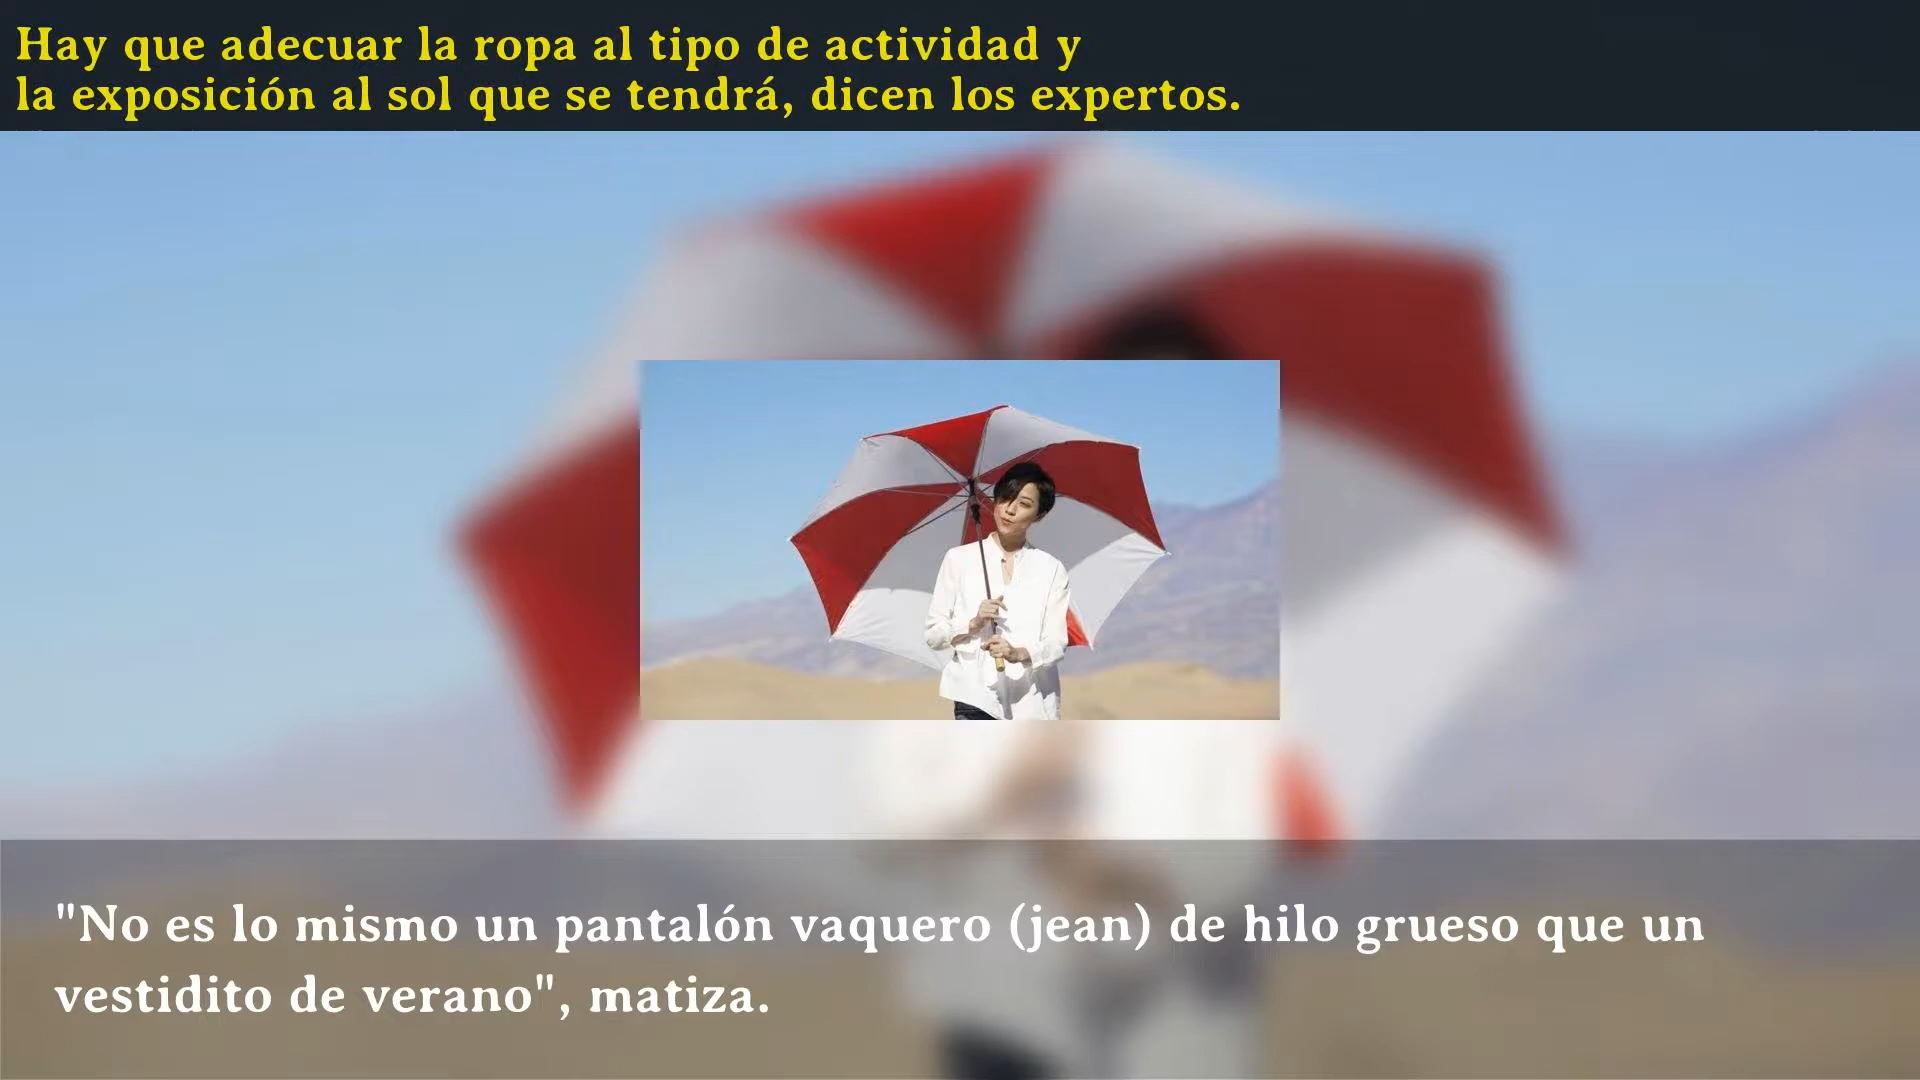 Hay que adecuar la ropa al tipo de actividad y
la exposición al sol que se tendrá, dicen los expertos.
"No es lo mismo un pantalón vaquero (jean) de hilo grueso que un
vestidito de verano", matiza.